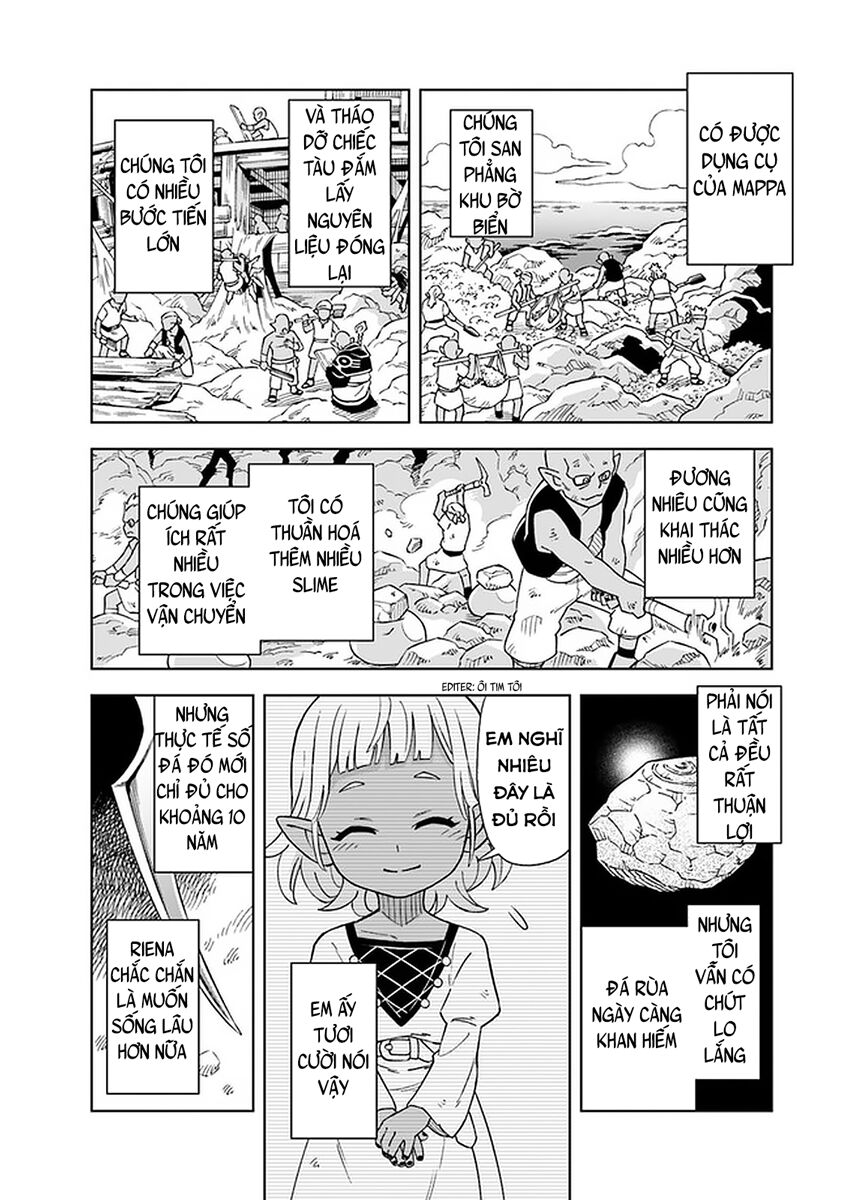 CÓ ĐƯỢC
DỤNG CỤ
CỦA MAPPA
CHÚNG
TÔI SAN
PHẲNG
KHU BỜ
BIỂN
VÀ THÁO
DỠ CHIẾC
TÀU ĐẮM
LẤY
NGUYÊN
LIỆU ĐÓNG
LẠI
CHÚNG TÔI
CÓ NHIỀU
BƯỚC TIẾN
LỚN
ĐƯƠNG
NHIÊU CŨNG
KHAI THÁC
NHIỀU HƠN
TÔI CÓ
THUẦN HOÁ
THÊM NHIỀU
SLIME
CHÚNG GIÚP
ÍCH RẤT
NHIỀU
TRONG VIỆC
VẬN CHUYỂN
PHẢI NÓI
LÀ TẤT
CẢ ĐỀU
RẤT
THUẬN
LỢI
NHƯNG
TÔI
VẪN CÓ
CHÚT
LO
LẮNG
ĐÁ RÙA
NGÀY CÀNG
KHAN HIẾM
EDITER: ÔI TIM TÔI
EM NGHĨ
NHIÊU
ĐÂY LÀ
ĐỦ RỒI
EM ẤY
TƯƠI
CƯỜI NÓI
VẬY
NHƯNG
THỰC TẾ SỐ
ĐÁ ĐÓ MỚI
CHỈ ĐỦ CHO
KHOẢNG 10
NĂM
RIENA
CHẮC CHẮN
LÀ MUỐN
SỐNG LÂU
HƠN NỮA